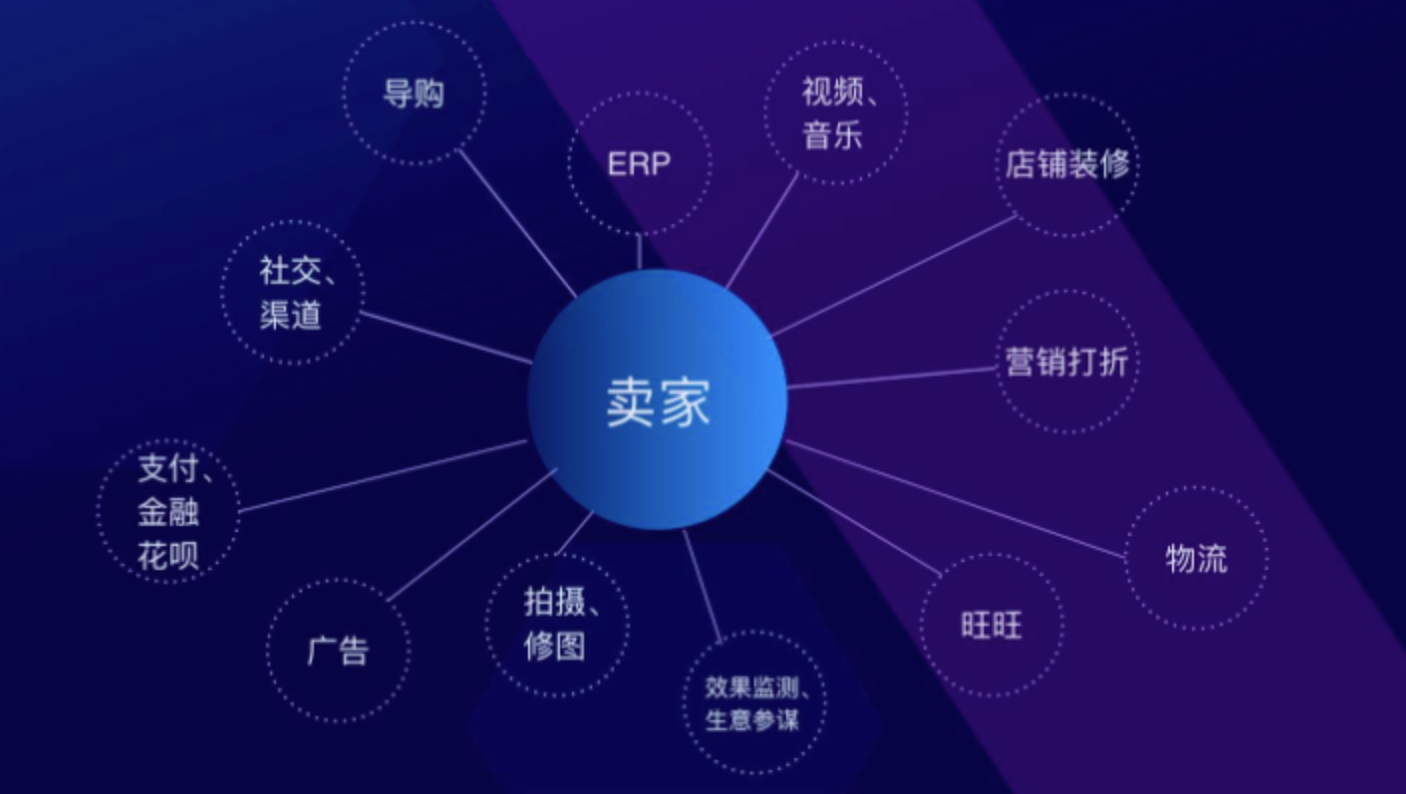 导购
ERP
视频、
音乐
店铺装修
社交、
渠道
营销打折
卖家
支付、
金融
花呗
物流
广告
拍摄、
修图
旺旺
效果监测、
生意参谋